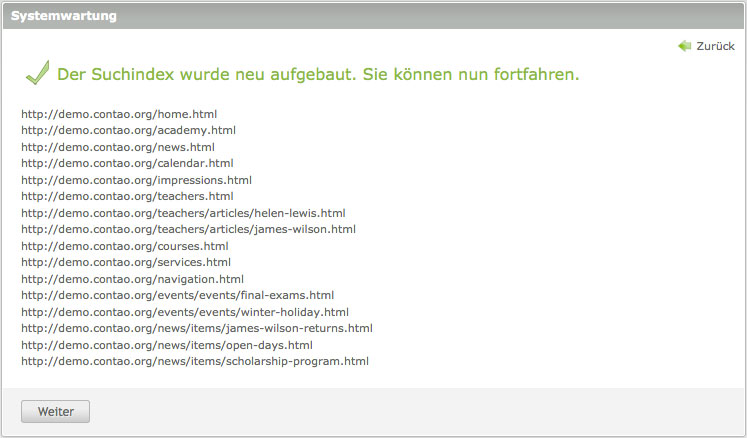 Systemwartung
Zurück
Der Suchindex wurde neu aufgebaut. Sie können nun fortfahren.
http://demo.contao.org/home.html
http://demo.contao.org/academy.html
http://demo.contao.org/news.html
http://demo.contao.org/calendar.html
http://demo.contao.org/impressions.html
http://demo.contao.org/teachers.html
http://demo.contao.org/teachers/articles/helen-lewis.html
http://demo.contao.org/teachers/articles/james-wilson.html
http://demo.contao.org/courses.html
http://demo.contao.org/services.html
http://demo.contao.org/navigation.html
http://demo.contao.org/events/events/final-exams.html
http://demo.contao.org/events/events/winter-holiday.html
http://demo.contao.org/news/items/james-wilson-returns.html
http://demo.contao.org/news/items/open-days.html
http://demo.contao.org/news/items/scholarship-program.html
Weiter